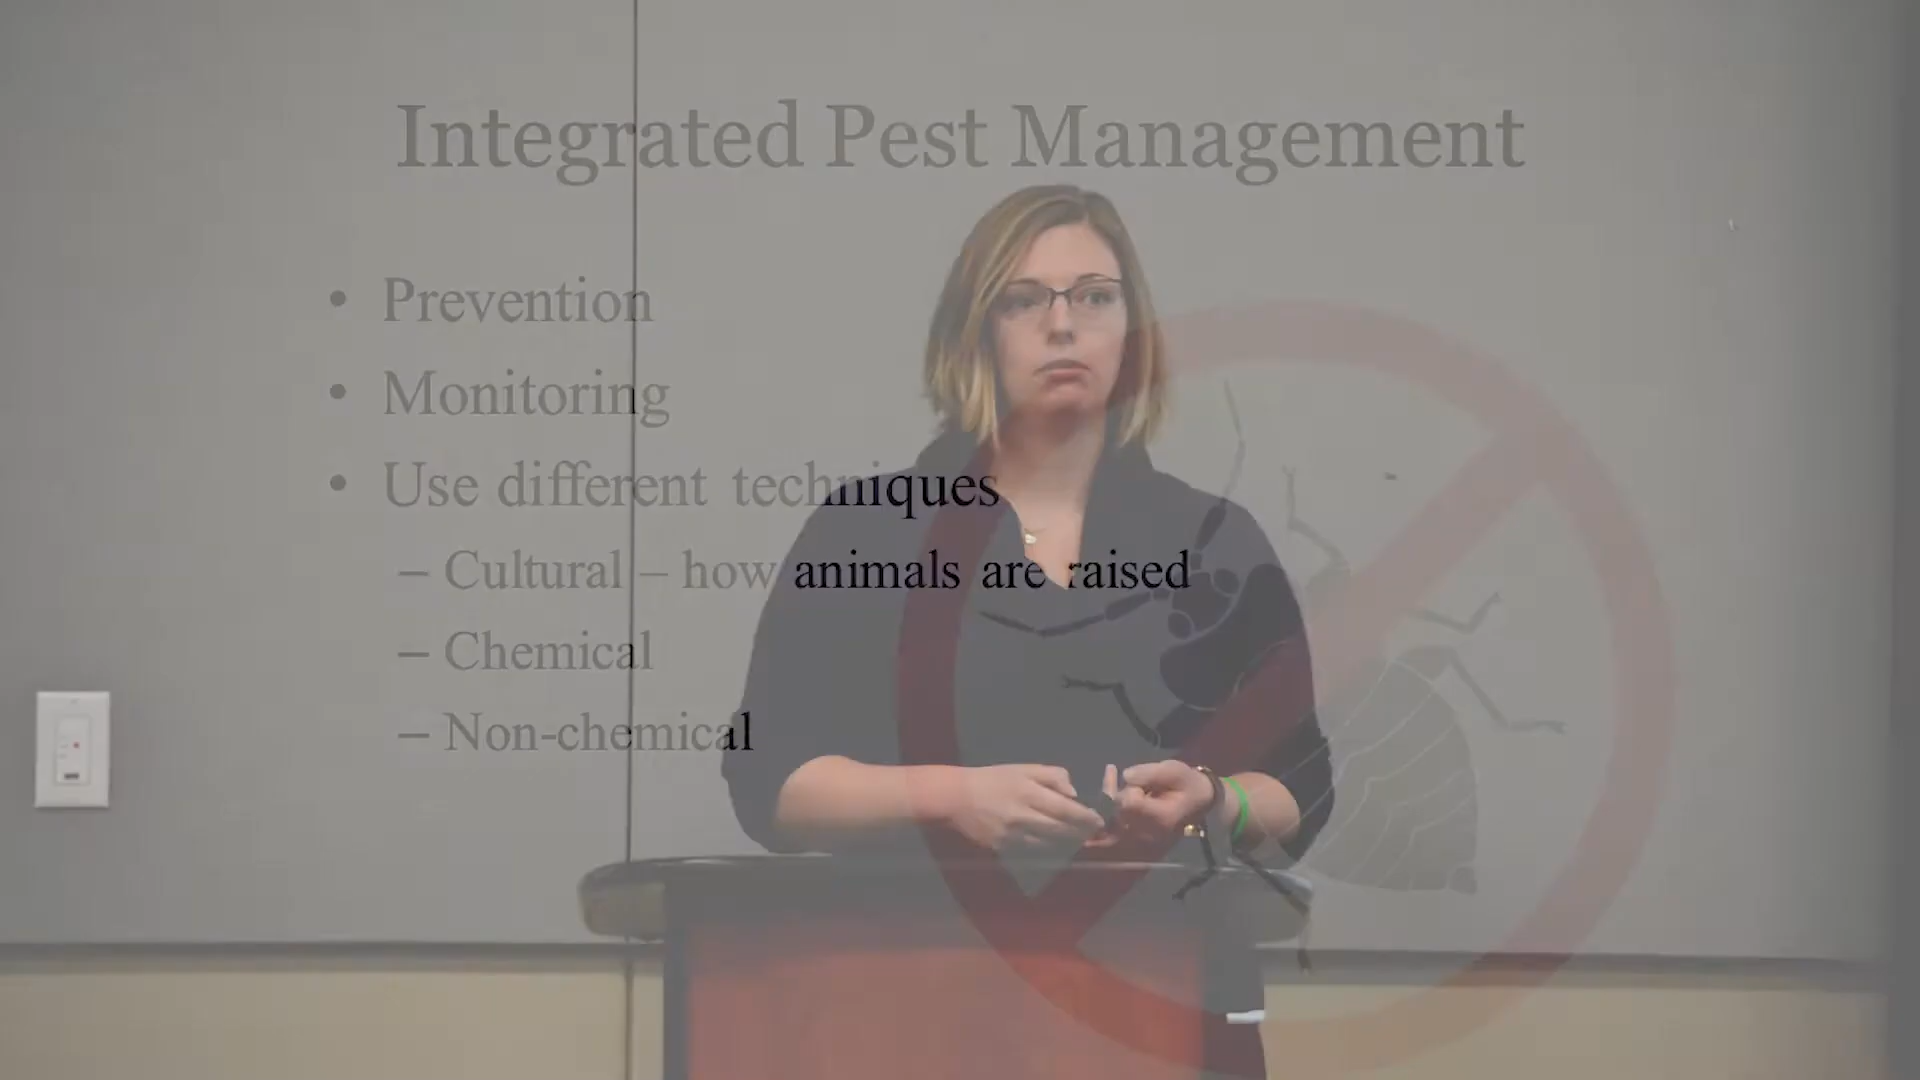 Integrated Pest Management
• Prevention
• Monitoring
• Use different techniques
– Cultural – how animals are raised
– Chemical
– Non-chemical